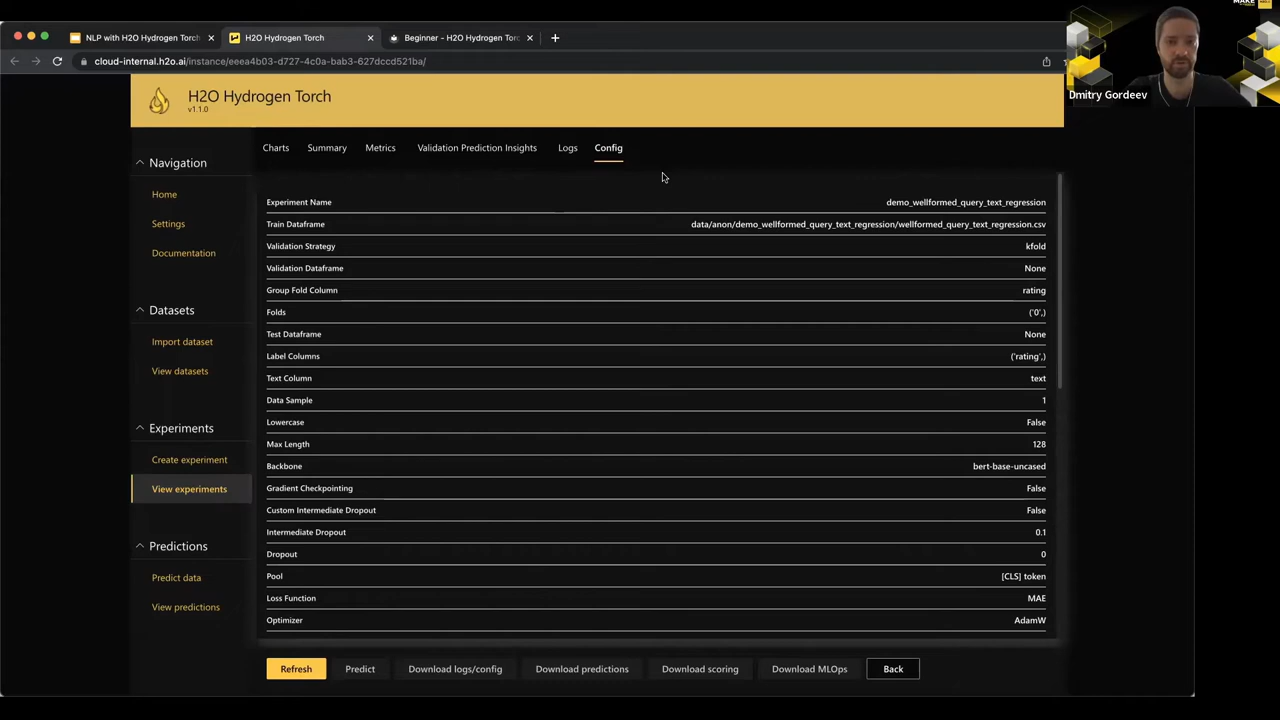 NLP with H2O Hydrogen Torch
H2O Hydrogen Torch
Beginner - H2O Hydrogen Torc
cloud-internal.h2o.ai/instance/eeea4b03-d727-4c0a-bab3-627dccd521ba/
MAKE
Dmitry Gordeev
H2O Hydrogen Torch
v1.1.0
Navigation
Home
Settings
Documentation
Datasets
Import dataset
View datasets
Experiments
Create experiment
View experiments
Predictions
Predict data
View predictions
Charts Summary Metrics Validation Prediction Insights Logs Config
Experiment Name demo_wellformed_query_text_regression
Train Dataframe data/anon/demo_wellformed_query_text_regression/wellformed_query_text_regression.csv
Validation Strategy kfold
Validation Dataframe None
Group Fold Column rating
Folds ('0',)
Test Dataframe None
Label Columns ('rating',)
Text Column text
Data Sample 1
Lowercase False
Max Length 128
Backbone bert-base-uncased
Gradient Checkpointing False
Custom Intermediate Dropout False
Intermediate Dropout 0.1
Dropout 0
Pool [CLS] token
Loss Function MAE
Optimizer AdamW
Refresh Predict Download logs/config Download predictions Download scoring Download MLOps Back